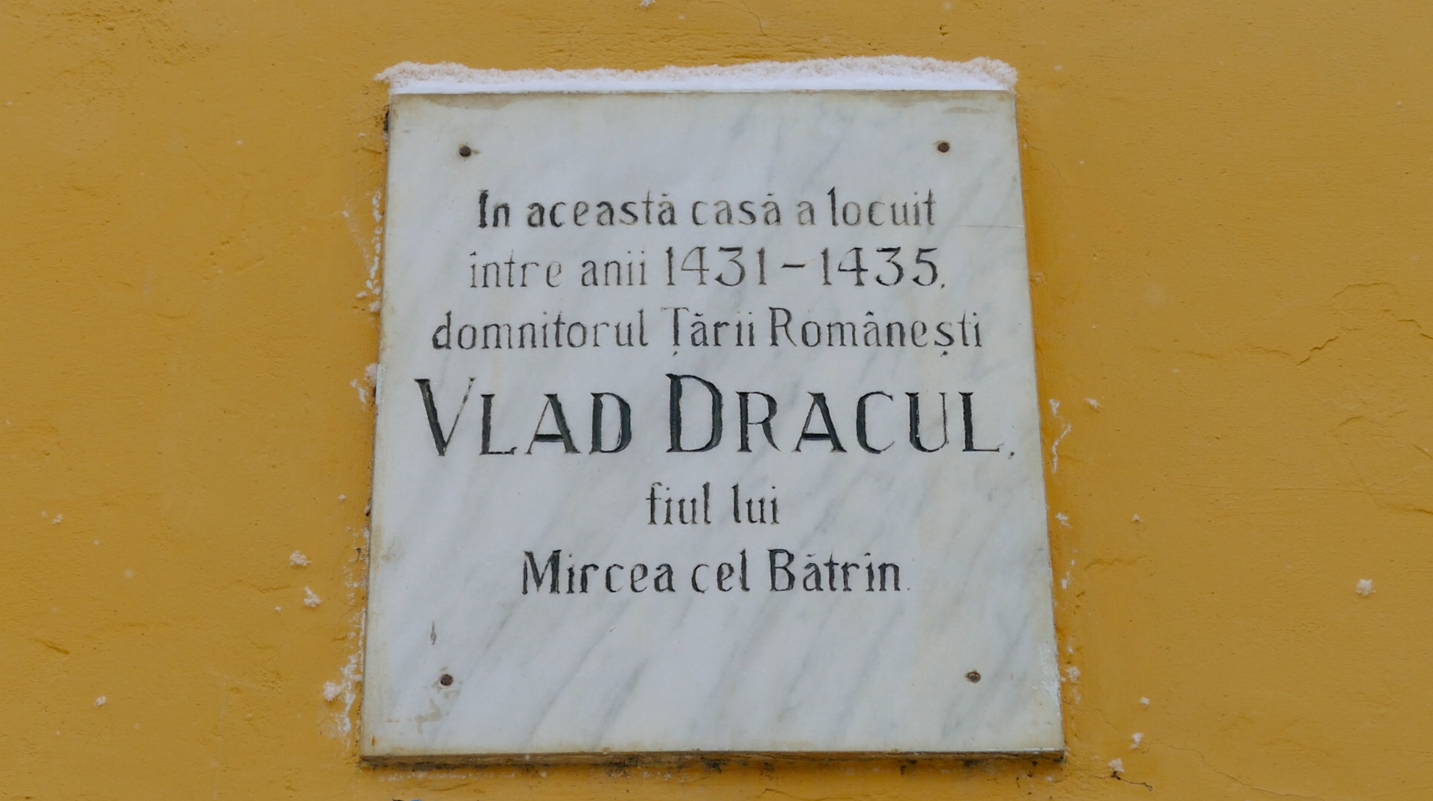 In această casă a locuit
între anii 1431-1435,
domnitorul Țării Românești
VLAD DRACUL,
fiul lui
Mircea cel Bătrîn.